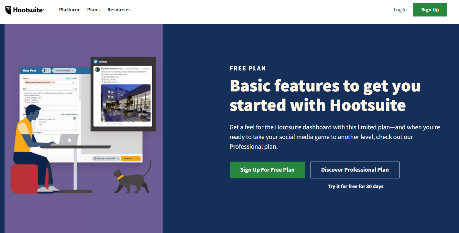 Hootsuite
Platform Plans Resources
Log In
Sign Up
New Post
FREE PLAN
Basic features to get you
started with Hootsuite
Get a feel for the Hootsuite dashboard with this limited plan—and when you're
ready to take your social media game to another level, check out our
Professional plan.
Sign Up For Free Plan
Discover Professional Plan
Try it for free for 30 days